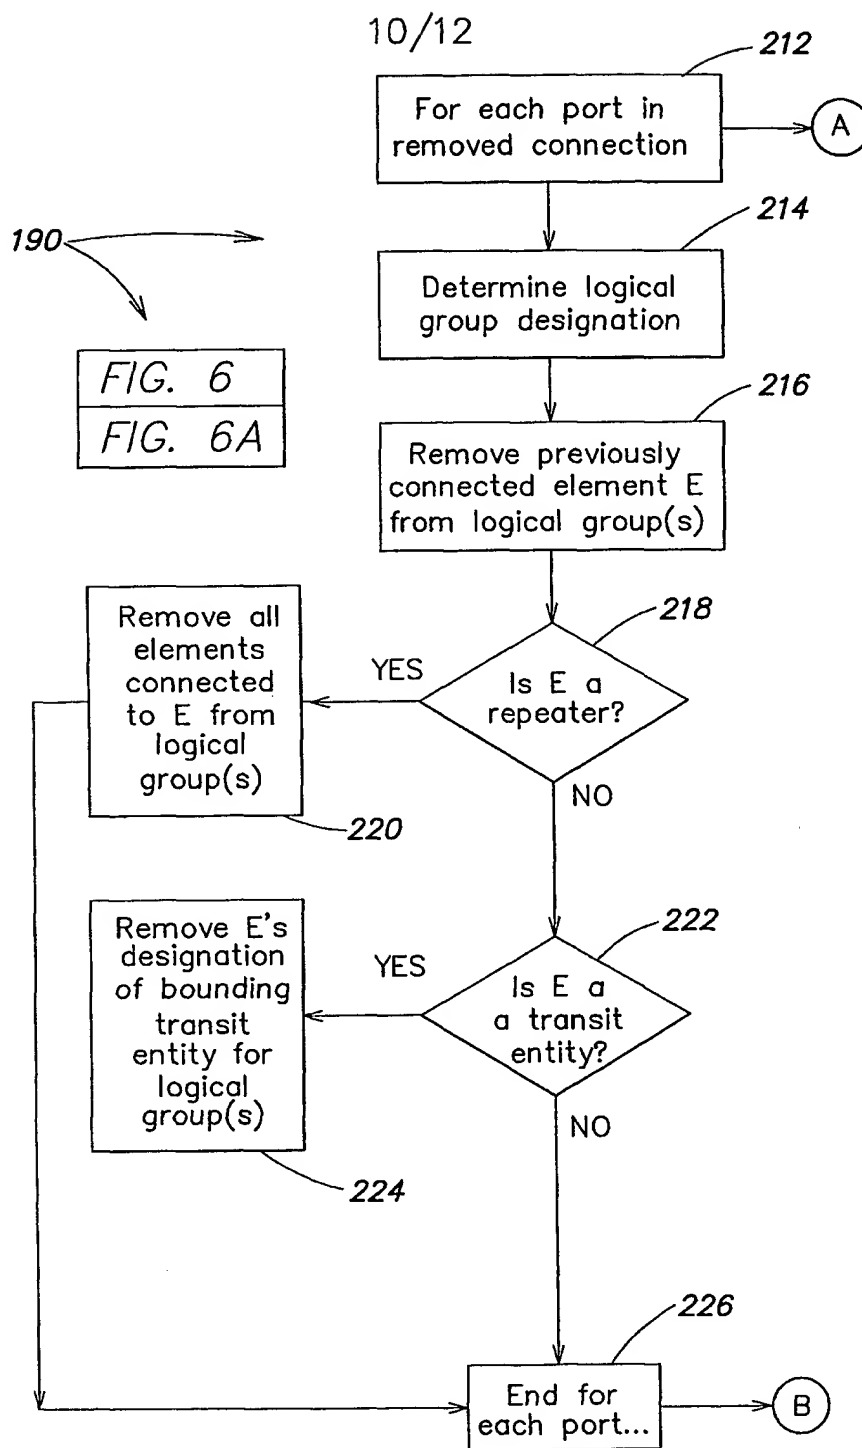 10/12
212
For each port in
removed connection
A
214
190
Determine logical
group designation
FIG. 6
FIG. 6A
216
Remove previously
connected element E
from logical group(s)
218
Remove all
elements
connected
to E from
logical
group(s)
YES
Is E a
repeater?
NO
220
222
Remove E's
designation
of bounding
transit
entity for
logical
group(s)
YES
Is E a
a transit
entity?
NO
224
226
End for
each port...
B